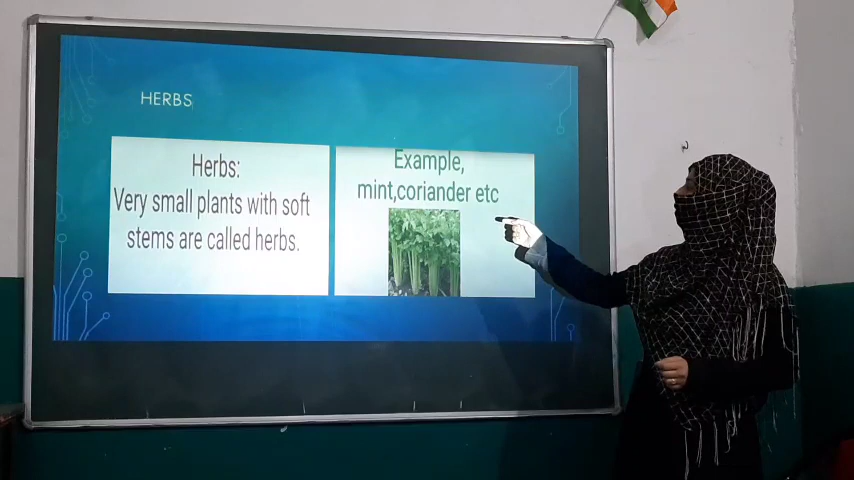 HERBS
Herbs:
Very small plants with soft
stems are called herbs.
Example,
mint,coriander etc